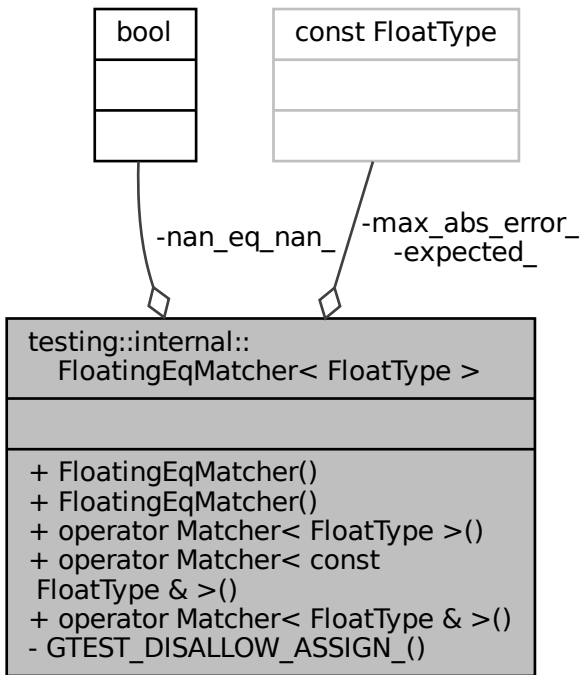 bool
const FloatType
-nan_eq_nan_
-max_abs_error_
-expected_
testing::internal::
FloatingEqMatcher< FloatType >
+ FloatingEqMatcher()
+ FloatingEqMatcher()
+ operator Matcher< FloatType >()
+ operator Matcher< const
FloatType & >()
+ operator Matcher< FloatType & >()
- GTEST_DISALLOW_ASSIGN_()